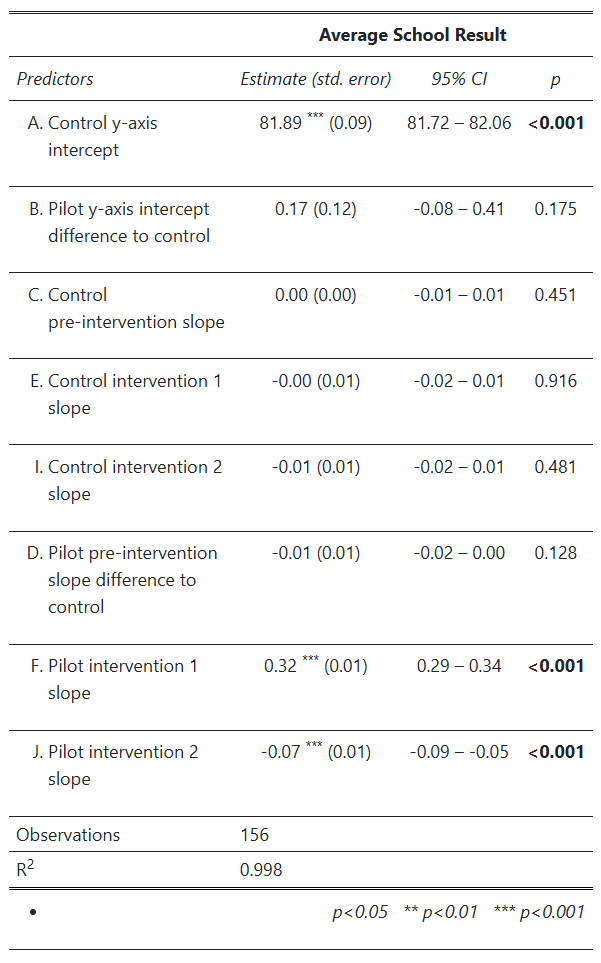 Average School Result
Predictors Estimate (std. error) 95% CI p
A. Control y-axis 81.89 *** (0.09) 81.72 – 82.06 <0.001
intercept
B. Pilot y-axis intercept 0.17 (0.12) -0.08 – 0.41 0.175
difference to control
C. Control 0.00 (0.00) -0.01 – 0.01 0.451
pre-intervention slope
E. Control intervention 1 -0.00 (0.01) -0.02 – 0.01 0.916
slope
I. Control intervention 2 -0.01 (0.01) -0.02 – 0.01 0.481
slope
D. Pilot pre-intervention -0.01 (0.01) -0.02 – 0.00 0.128
slope difference to
control
F. Pilot intervention 1 0.32 *** (0.01) 0.29 – 0.34 <0.001
slope
J. Pilot intervention 2 -0.07 *** (0.01) -0.09 – -0.05 <0.001
slope
Observations 156
R2 0.998
• p<0.05 ** p<0.01 *** p<0.001